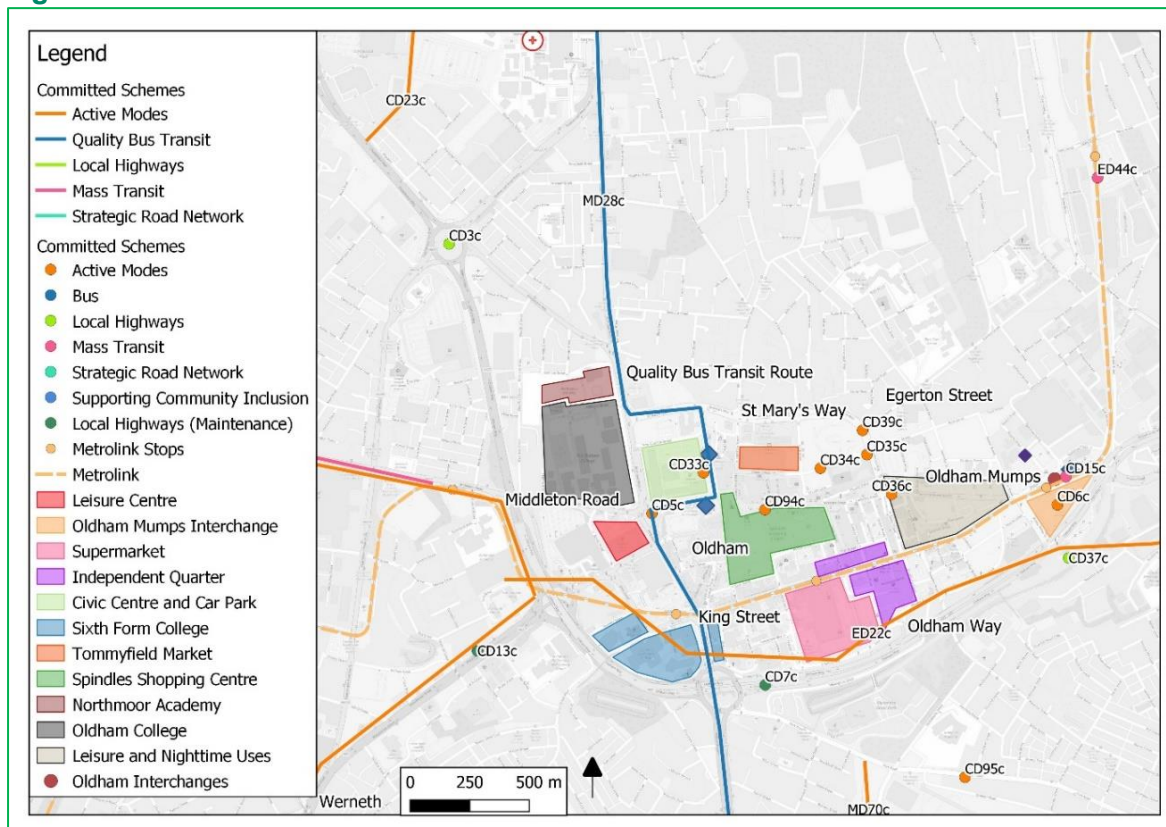 Legend
Committed Schemes
Active Modes
Quality Bus Transit
Local Highways
Mass Transit
Strategic Road Network
Committed Schemes
Active Modes
Bus
Local Highways
Mass Transit
Strategic Road Network
Supporting Community Inclusion
Local Highways (Maintenance)
Metrolink Stops
Metrolink
Leisure Centre
Oldham Mumps Interchange
Supermarket
Independent Quarter
Civic Centre and Car Park
Sixth Form College
Tommyfield Market
Spindles Shopping Centre
Northmoor Academy
Oldham College
Leisure and Nighttime Uses
Oldham Interchanges
CD23c
ED44c
MD28c
CD3c
Quality Bus Transit Route
Egerton Street
St Mary's Way
CD39c
CD35c
CD34c
CD33c
Oldham Mumps
CD15c
CD36c
Middleton Road
CD5c
CD94c
CD6c
Oldham
CD37c
King Street
Oldham Way
ED22c
CD13c
CD7c
CD95c
MD70c
0 250 500 m
Werneth